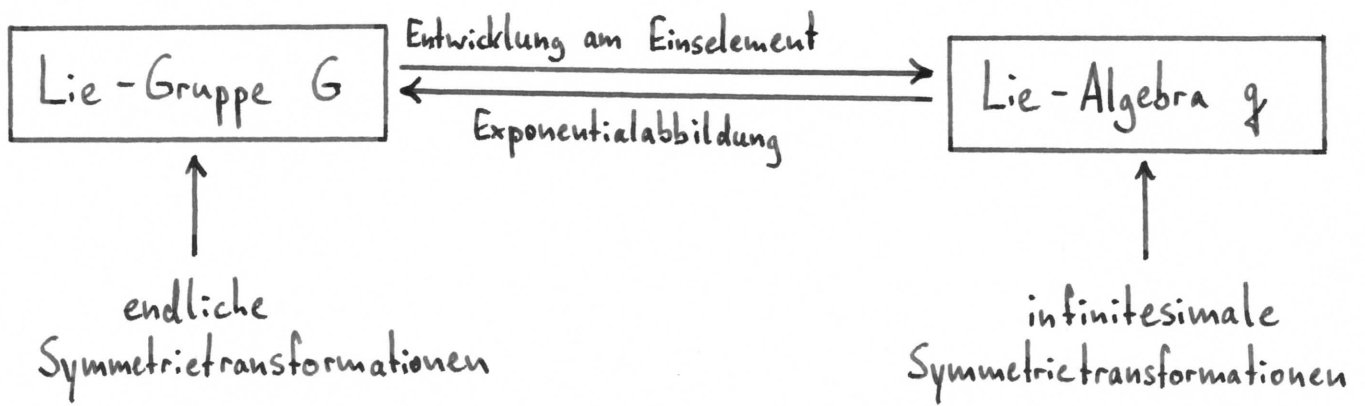 Entwicklung am Einselement
Lie-Gruppe G
Lie-Algebra g
Exponentialabbildung
endliche
Symmetrietransformationen
infinitesimale
Symmetrietransformationen